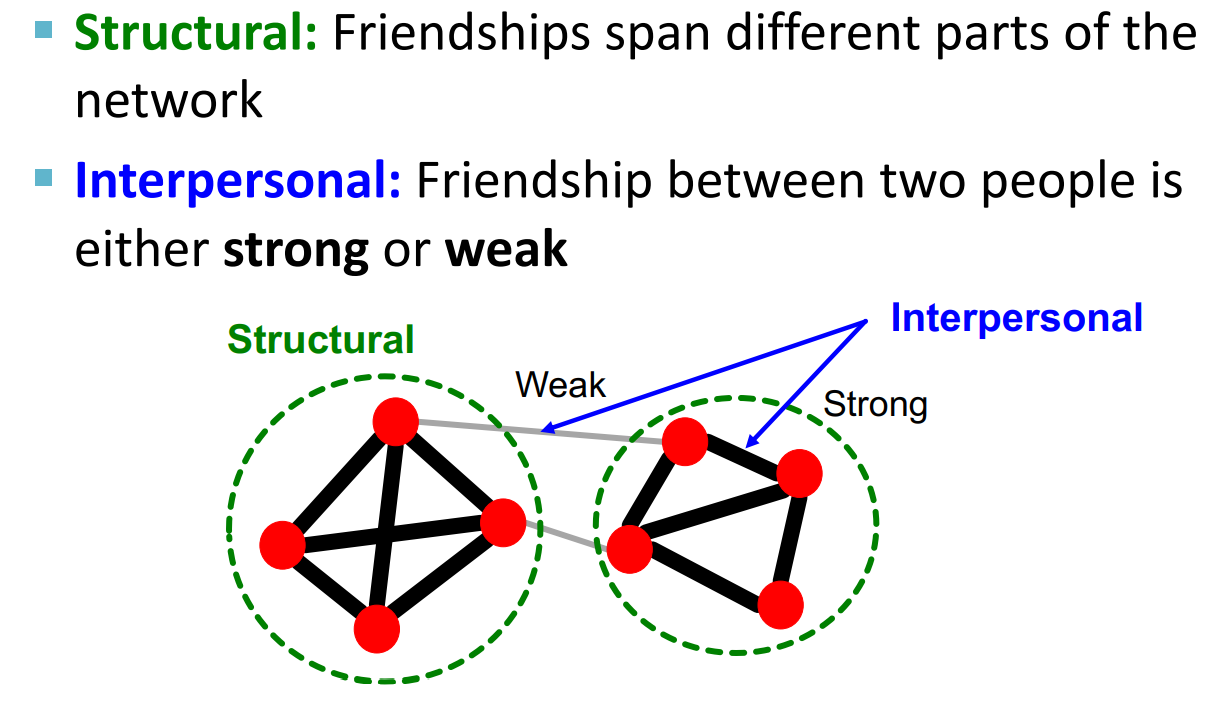 Structural: Friendships span different parts of the
network
Interpersonal: Friendship between two people is
either strong or weak
Interpersonal
Structural
Weak
Strong